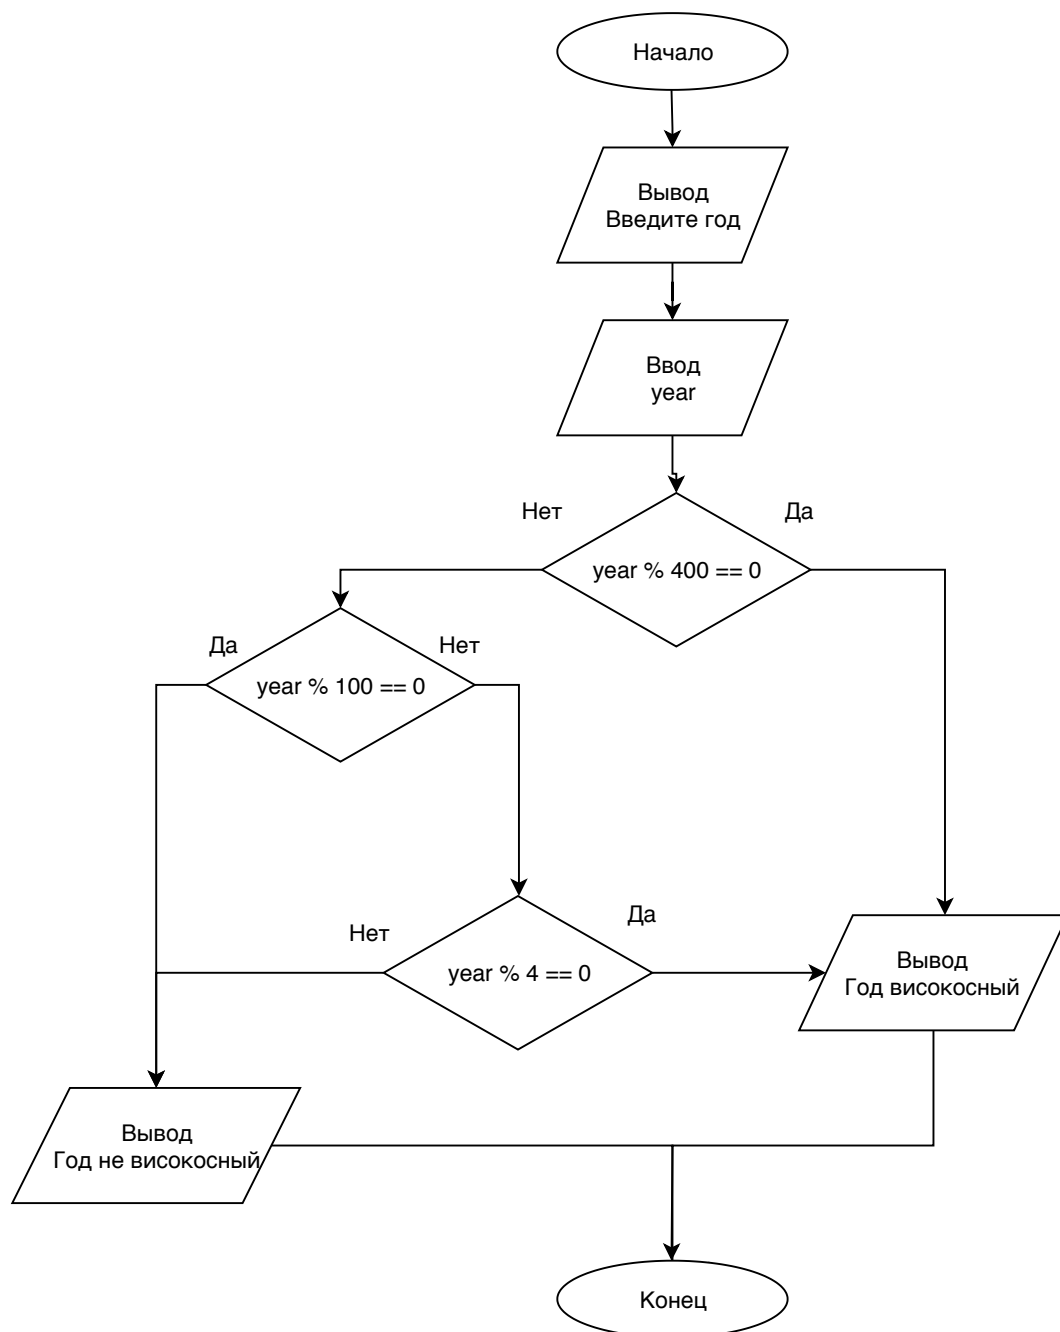 Начало
Вывод
Введите год
Ввод
year
Нет
Да
year % 400 == 0
Да
Нет
year % 100 == 0
Нет
Да
year % 4 == 0
Вывод
Год високосный
Вывод
Год не високосный
Конец